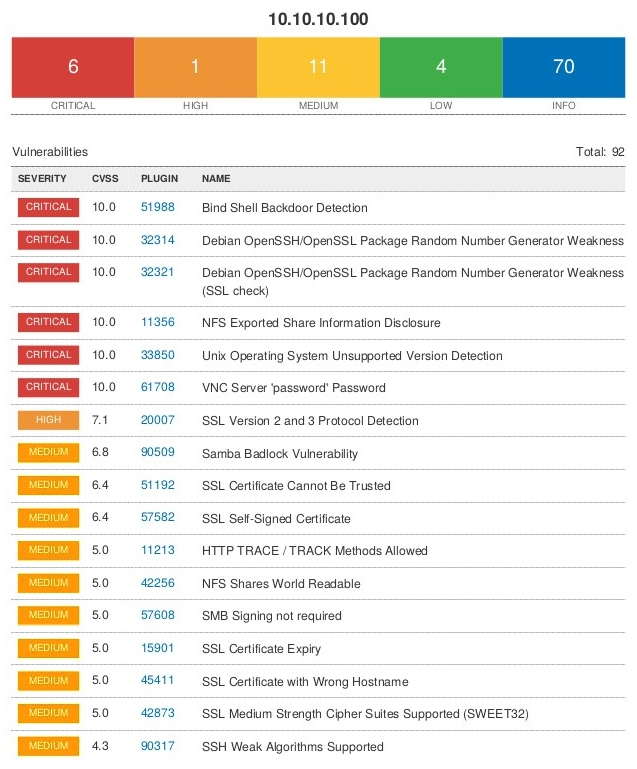 10.10.10.100
6 1 11 4 70
CRITICAL HIGH MEDIUM LOW INFO
Vulnerabilities Total: 92
SEVERITY CVSS PLUGIN NAME
CRITICAL 10.0 51988 Bind Shell Backdoor Detection
CRITICAL 10.0 32314 Debian OpenSSH/OpenSSL Package Random Number Generator Weakness
CRITICAL 10.0 32321 Debian OpenSSH/OpenSSL Package Random Number Generator Weakness
(SSL check)
CRITICAL 10.0 11356 NFS Exported Share Information Disclosure
CRITICAL 10.0 33850 Unix Operating System Unsupported Version Detection
CRITICAL 10.0 61708 VNC Server 'password' Password
HIGH 7.1 20007 SSL Version 2 and 3 Protocol Detection
MEDIUM 6.8 90509 Samba Badlock Vulnerability
MEDIUM 6.4 51192 SSL Certificate Cannot Be Trusted
MEDIUM 6.4 57582 SSL Self-Signed Certificate
MEDIUM 5.0 11213 HTTP TRACE / TRACK Methods Allowed
MEDIUM 5.0 42256 NFS Shares World Readable
MEDIUM 5.0 57608 SMB Signing not required
MEDIUM 5.0 15901 SSL Certificate Expiry
MEDIUM 5.0 45411 SSL Certificate with Wrong Hostname
MEDIUM 5.0 42873 SSL Medium Strength Cipher Suites Supported (SWEET32)
MEDIUM 4.3 90317 SSH Weak Algorithms Supported